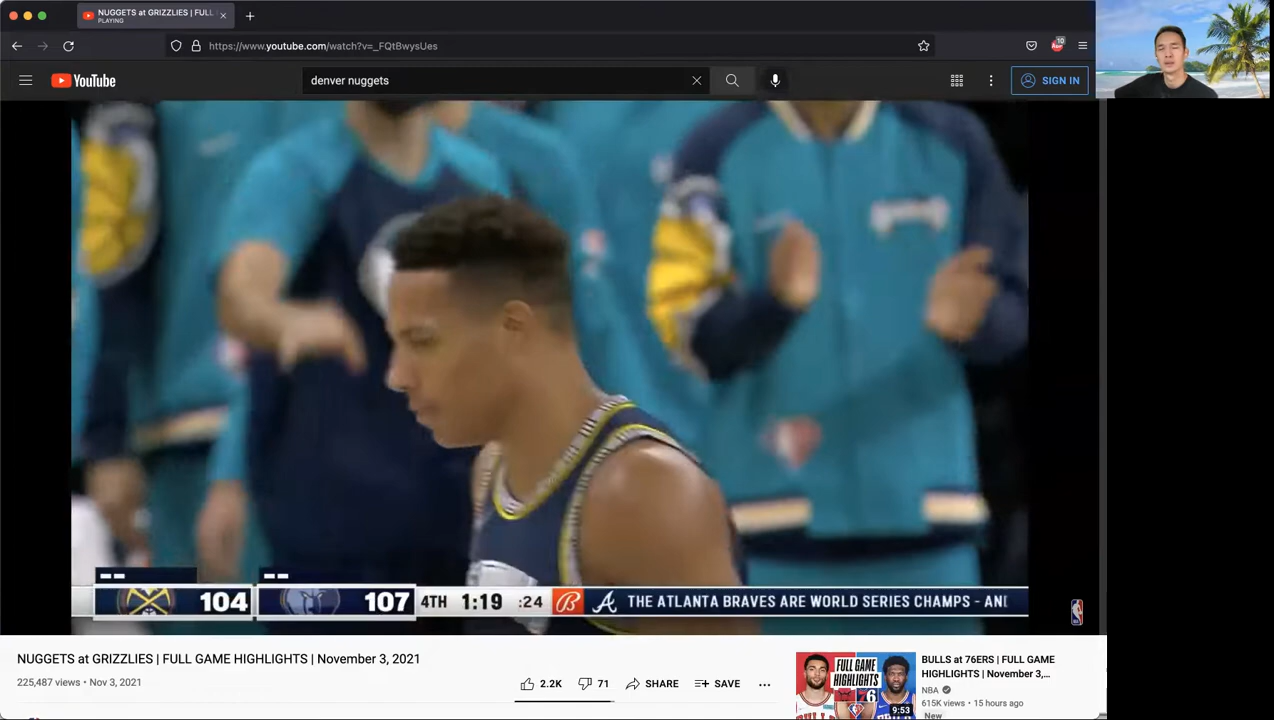 NUGGETS at GRIZZLIES | FULL
PLAYING
https://www.youtube.com/watch?v=_FQtBwysUes
10
YouTube
denver nuggets
SIGN IN
104
107
4TH 1:19 :24
B
A
THE ATLANTA BRAVES ARE WORLD SERIES CHAMPS - AN
NUGGETS at GRIZZLIES | FULL GAME HIGHLIGHTS | November 3, 2021
225,487 views • Nov 3, 2021
2.2K
71
SHARE
SAVE
FULL
GAME
HIGHLIGHTS
9:53
BULLS at 76ERS | FULL GAME
HIGHLIGHTS | November 3,...
NBA
615K views • 15 hours ago
New